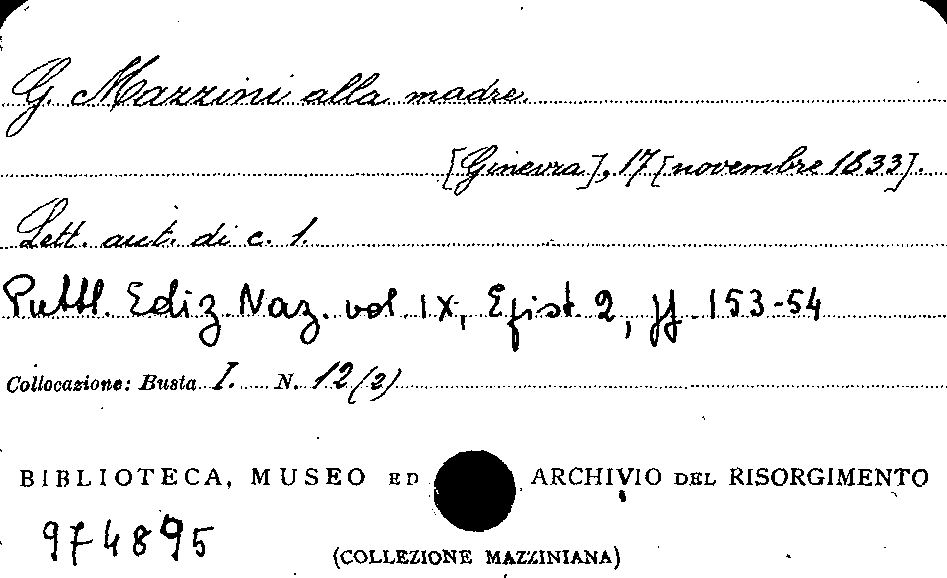 G. Mazzini alla madre.
[Ginevra], 17 [novembre 1833].
Lett. aut. di c. 1.
Pubbl. Ediz. Naz. vol. IX, Epist. 2, pp. 153-54
Collocazione: Busta I. N. 12 (2)
BIBLIOTECA, MUSEO ED ARCHIVIO DEL RISORGIMENTO
974895
(COLLEZIONE MAZZINIANA)